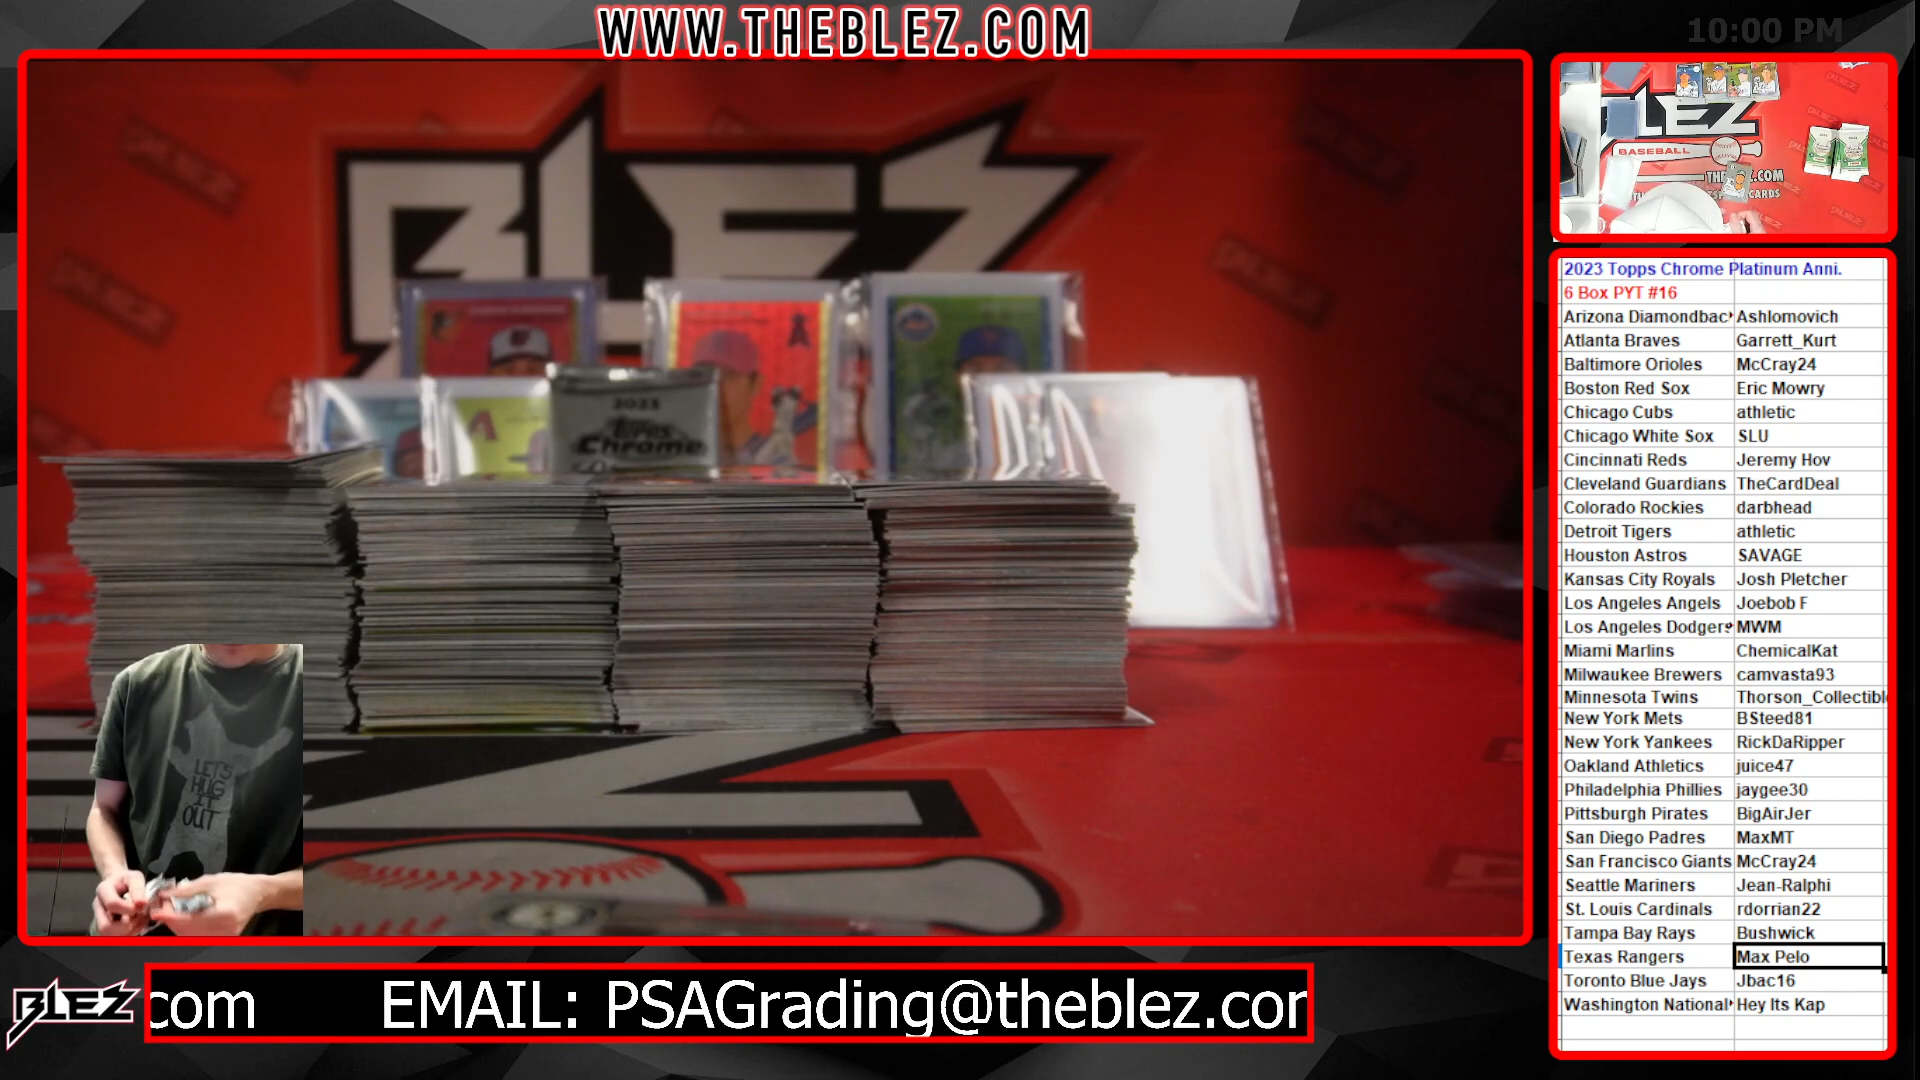 WWW.THEBLEZ.COM
10:00 PM
BLEZ
2023
Topps
Chrome
LET'S
HUG
IT
OUT
LEZ
BASEBALL
THE .COM
CARDS
2023 Topps Chrome Platinum Anni.
6 Box PYT #16
Arizona Diamondbac Ashlomovich
Atlanta Braves Garrett_Kurt
Baltimore Orioles McCray24
Boston Red Sox Eric Mowry
Chicago Cubs athletic
Chicago White Sox SLU
Cincinnati Reds Jeremy Hov
Cleveland Guardians TheCardDeal
Colorado Rockies darbhead
Detroit Tigers athletic
Houston Astros SAVAGE
Kansas City Royals Josh Pletcher
Los Angeles Angels Joebob F
Los Angeles Dodgers MWM
Miami Marlins ChemicalKat
Milwaukee Brewers camvasta93
Minnesota Twins Thorson_Collectibl
New York Mets BSteed81
New York Yankees RickDaRipper
Oakland Athletics juice47
Philadelphia Phillies jaygee30
Pittsburgh Pirates BigAirJer
San Diego Padres MaxMT
San Francisco Giants McCray24
Seattle Mariners Jean-Ralphi
St. Louis Cardinals rdorrian22
Tampa Bay Rays Bushwick
Texas Rangers Max Pelo
Toronto Blue Jays Jbac16
Washington National Hey Its Kap
BLEZ
com EMAIL: PSAGrading@theblez.com